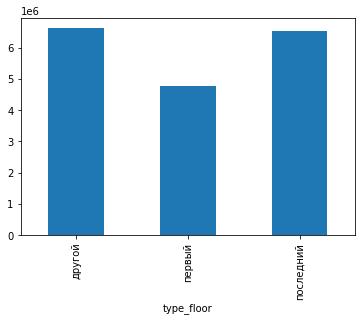 1e6
6
5
4
3
2
1
0
другой
первый
последний
type_floor